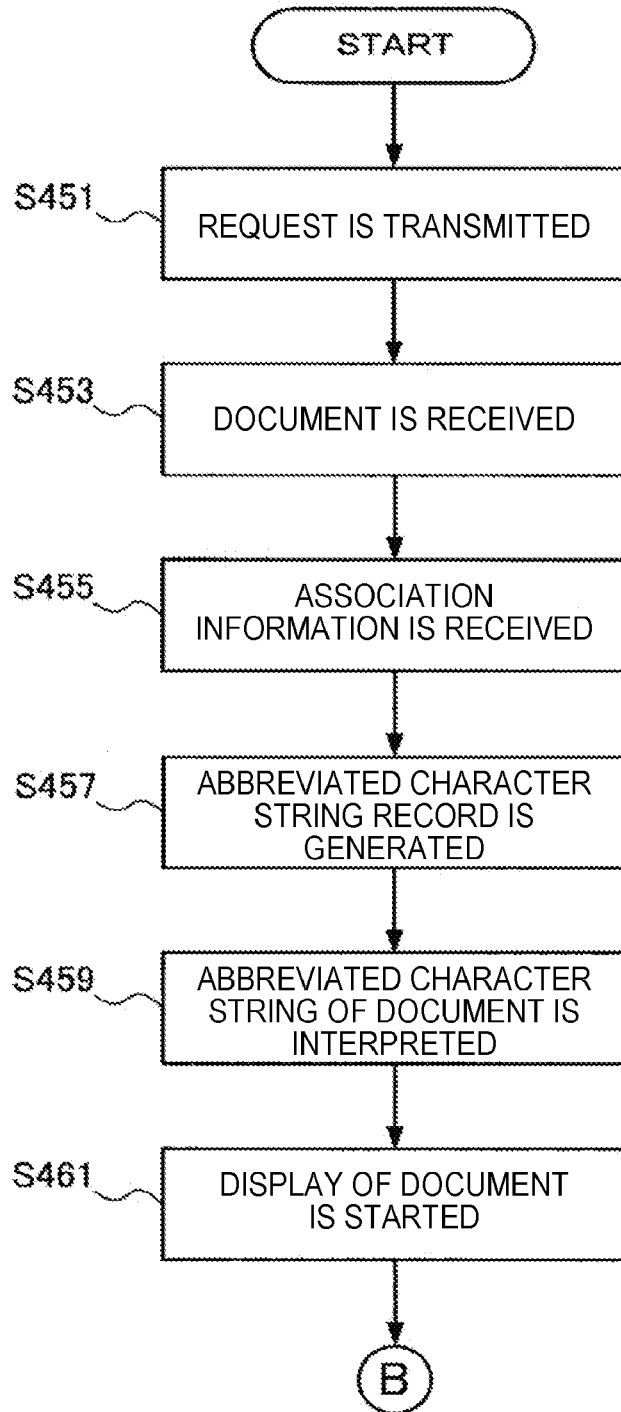 START
S451
REQUEST IS TRANSMITTED
S453
DOCUMENT IS RECEIVED
S455
ASSOCIATION
INFORMATION IS RECEIVED
S457
ABBREVIATED CHARACTER
STRING RECORD IS
GENERATED
S459
ABBREVIATED CHARACTER
STRING OF DOCUMENT IS
INTERPRETED
S461
DISPLAY OF DOCUMENT
IS STARTED
B